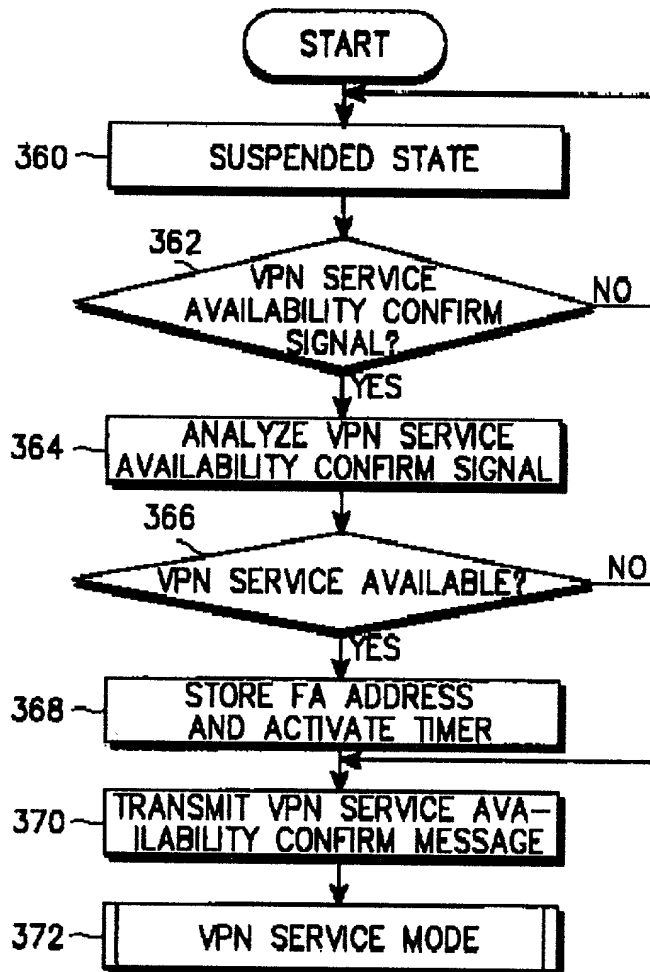 START
360
SUSPENDED STATE
362
VPN SERVICE
AVAILABILITY CONFIRM
SIGNAL?
NO
YES
364
ANALYZE VPN SERVICE
AVAILABILITY CONFIRM SIGNAL
366
VPN SERVICE AVAILABLE?
NO
YES
368
STORE FA ADDRESS
AND ACTIVATE TIMER
370
TRANSMIT VPN SERVICE AVA-
ILABILITY CONFIRM MESSAGE
372
VPN SERVICE MODE